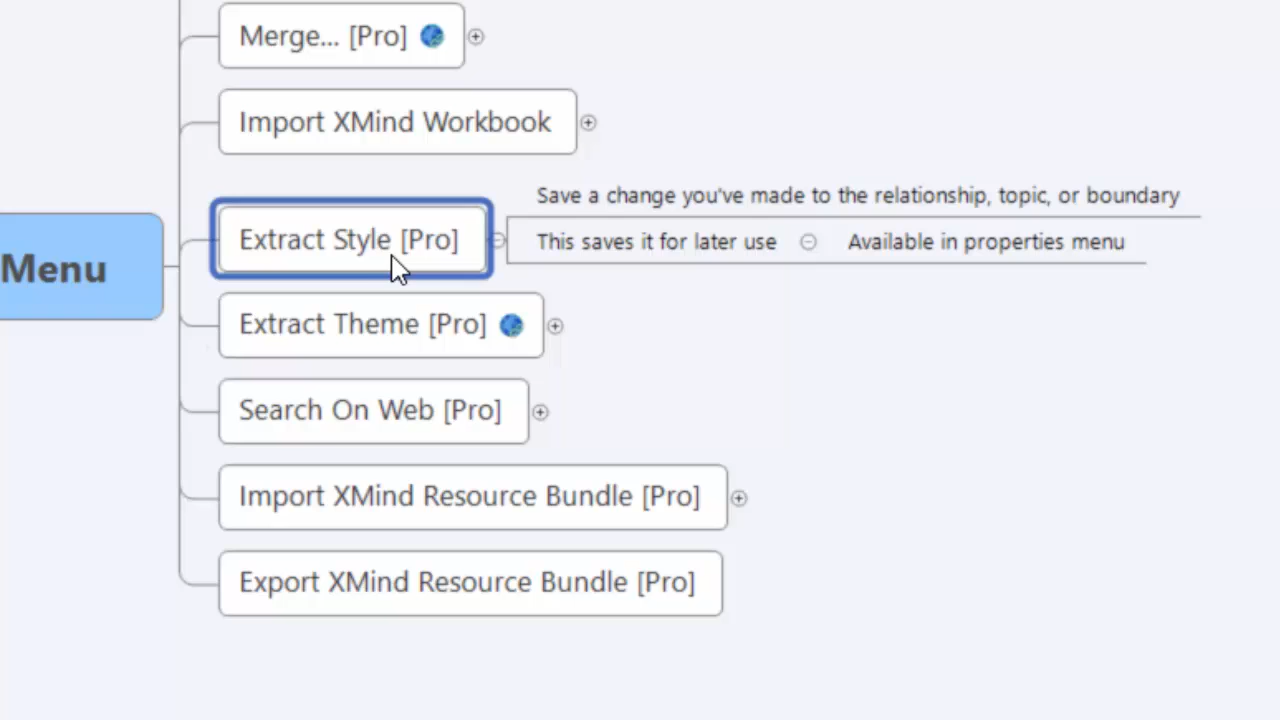 Merge... [Pro]
Import XMind Workbook
Save a change you've made to the relationship, topic, or boundary
Extract Style [Pro]
This saves it for later use
Available in properties menu
Menu
Extract Theme [Pro]
Search On Web [Pro]
Import XMind Resource Bundle [Pro]
Export XMind Resource Bundle [Pro]